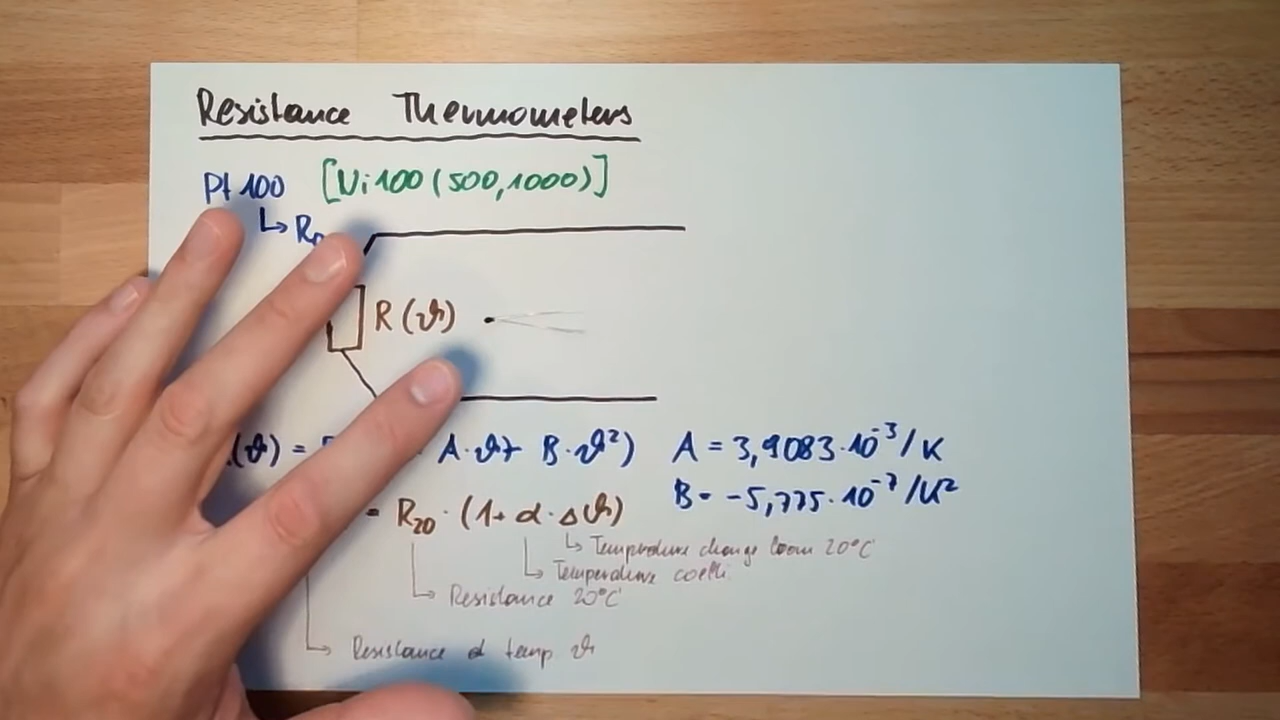 Resistance Thermometers
Pt 100 [Ni 100 (500, 1000)]
↳ R
R (ϑ)
(ϑ) = A·ϑ + B·ϑ²) A = 3,9083·10⁻³/K
B = -5,775·10⁻⁷/K²
= R₂₀ · (1 + α · Δϑ)
↳ Temperature change from 20°C
↳ Temperature coeff.
↳ Resistance 20°C
↳ Resistance at temp ϑ